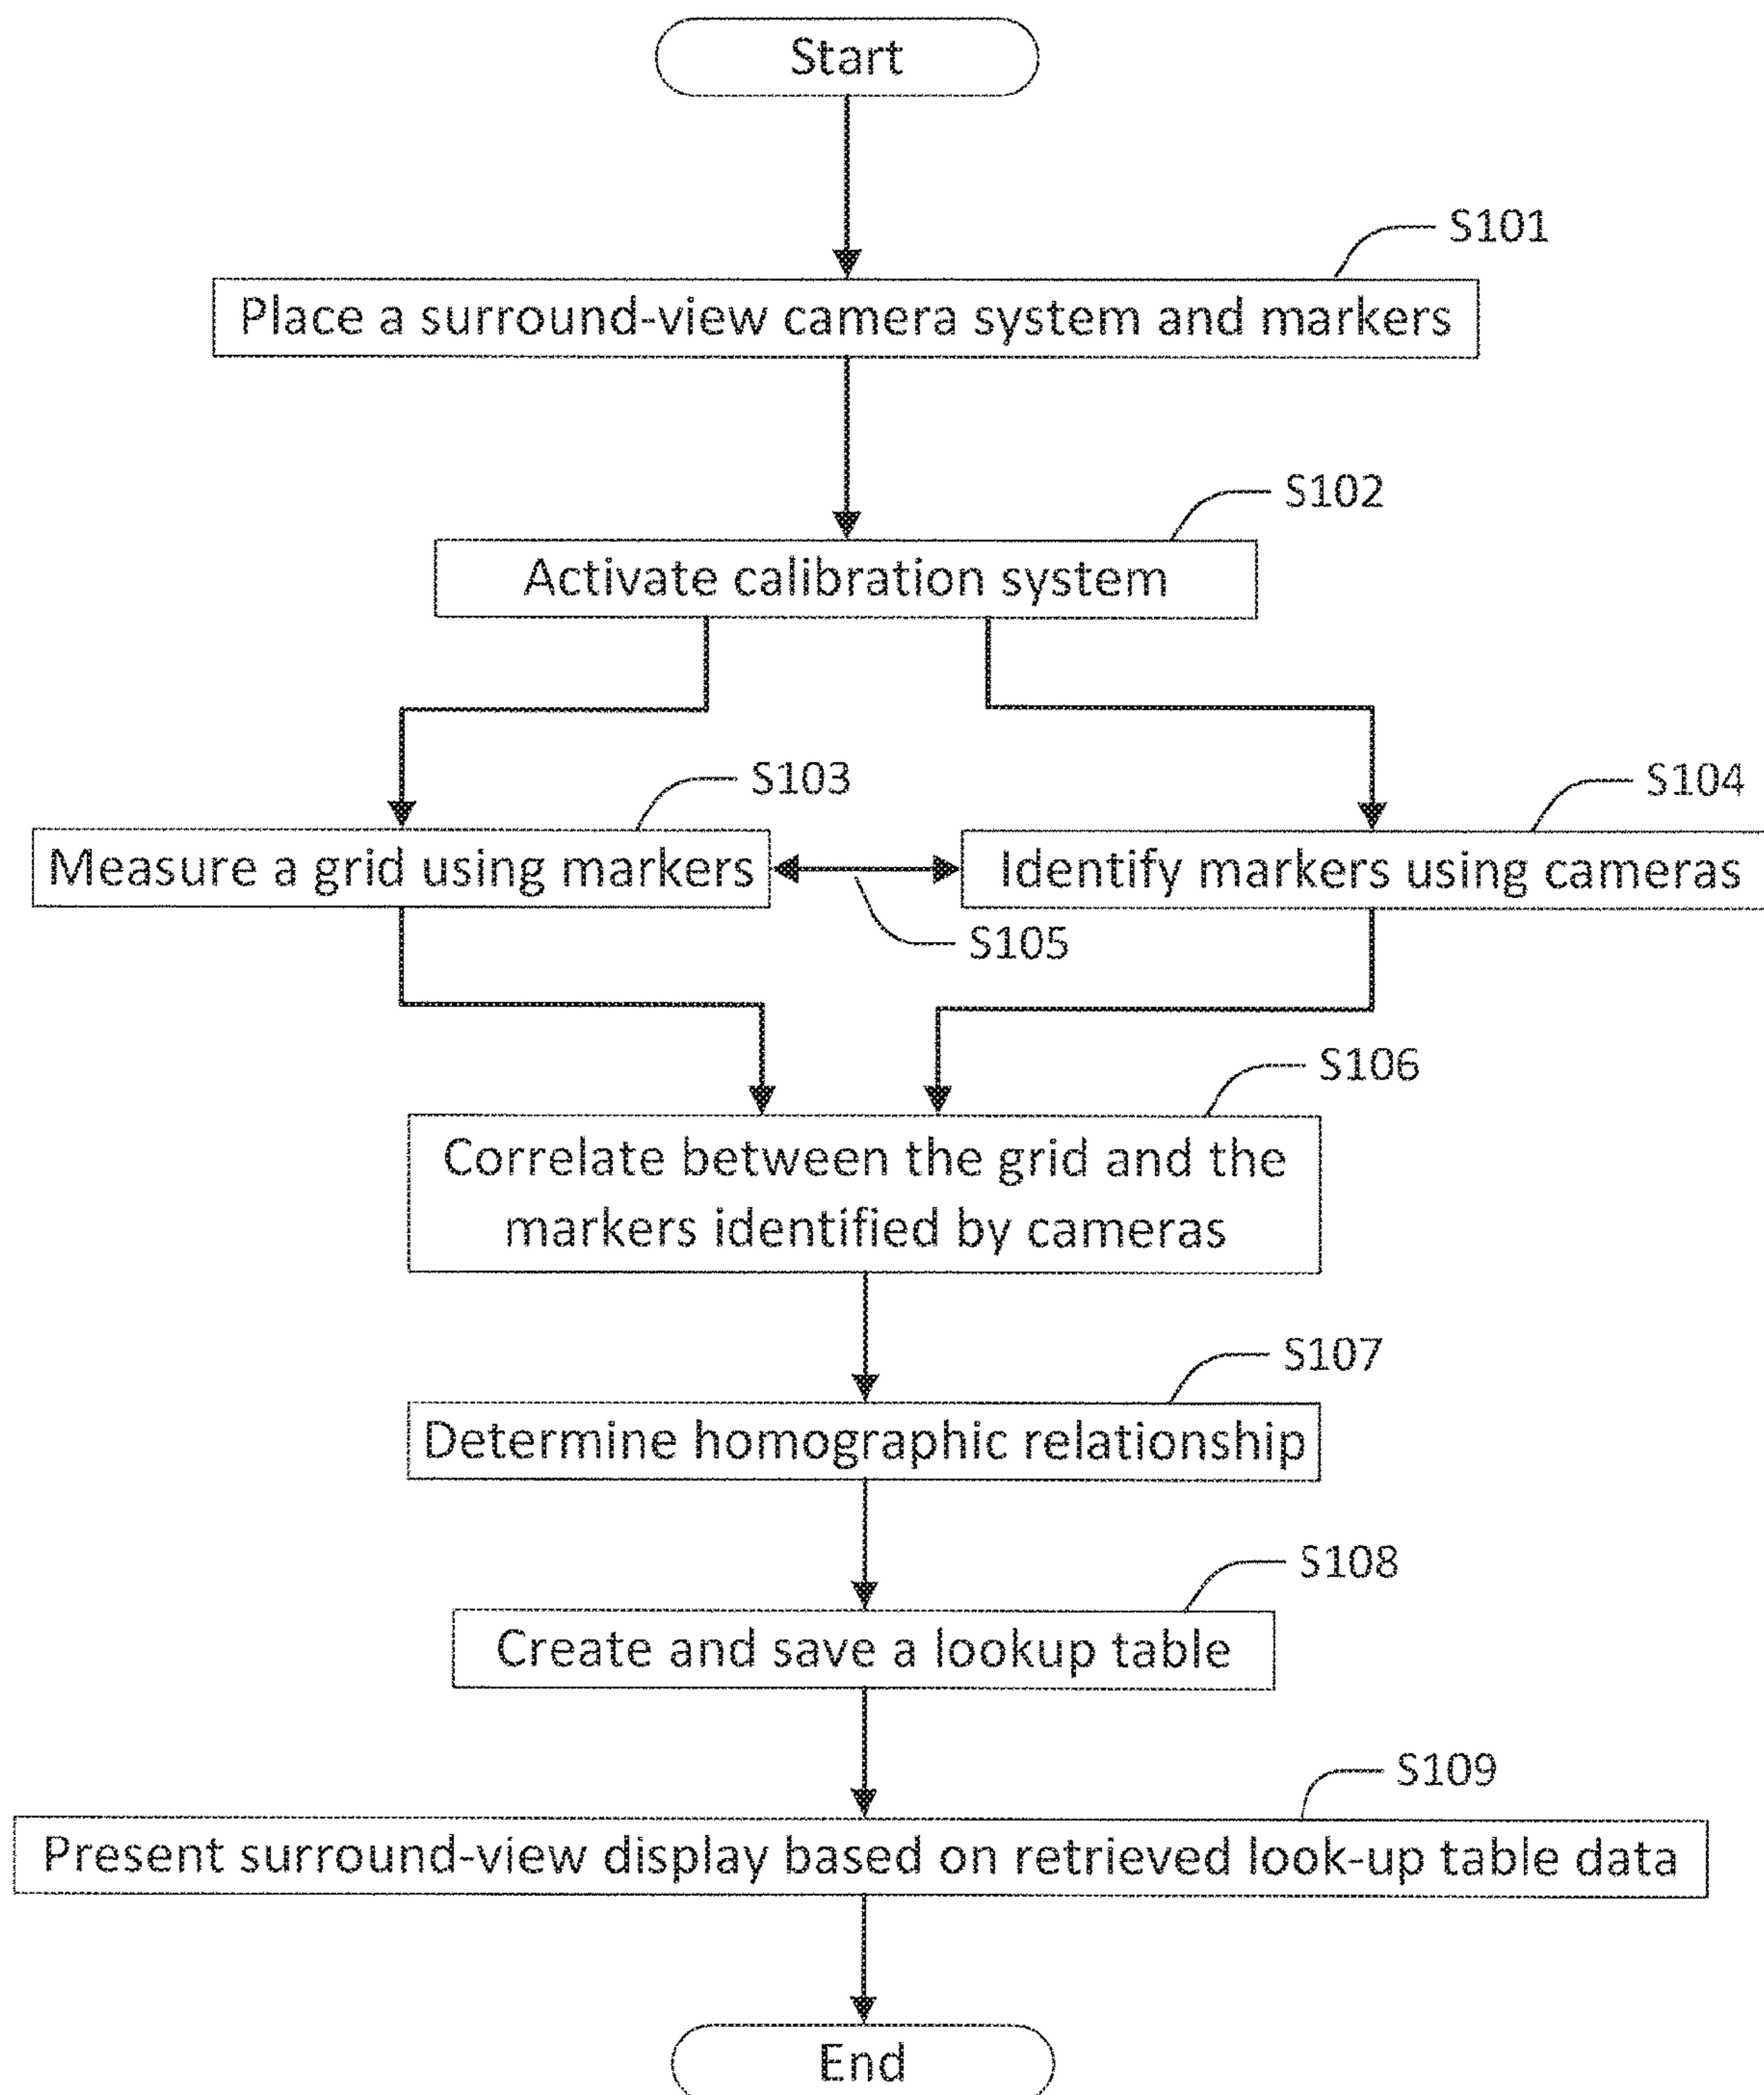 Start
S101
Place a surround-view camera system and markers
S102
Activate calibration system
S103
S104
Measure a grid using markers
Identify markers using cameras
S105
S106
Correlate between the grid and the
markers identified by cameras
S107
Determine homographic relationship
S108
Create and save a lookup table
S109
Present surround-view display based on retrieved look-up table data
End